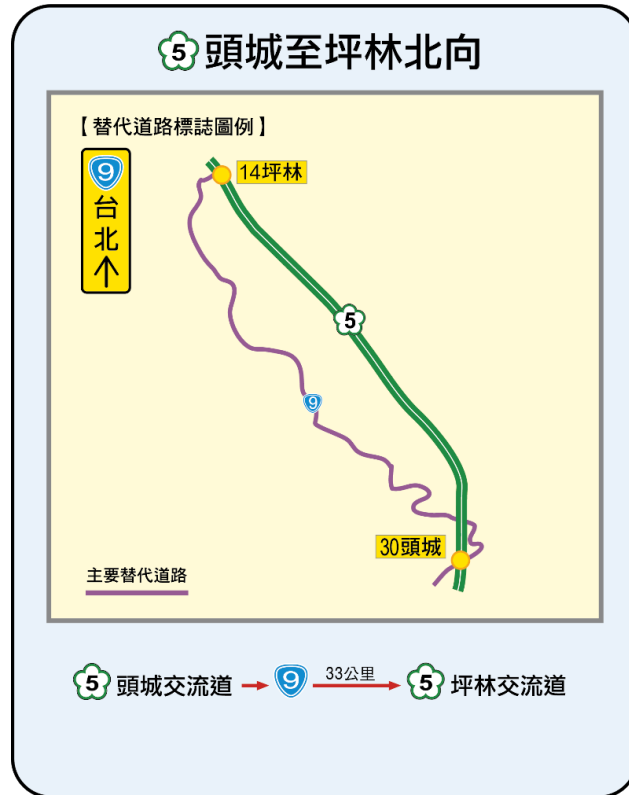 5 頭城至坪林北向
【替代道路標誌圖例】
9
台
北
↑
14坪林
5
9
30頭城
主要替代道路
5 頭城交流道 → 9 33公里 → 5 坪林交流道